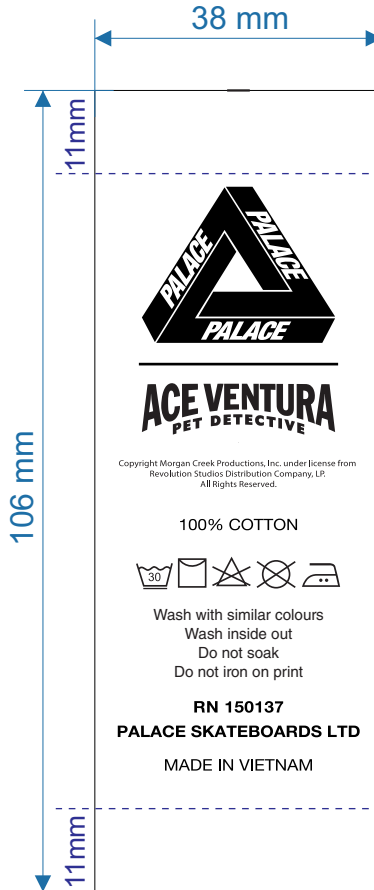 38 mm
11mm
PALACE
PALACE
PALACE
ACE VENTURA
PET DETECTIVE
Copyright Morgan Creek Productions, Inc. under license from
Revolution Studios Distribution Company, LP.
All Rights Reserved.
106 mm
100% COTTON
30
Wash with similar colours
Wash inside out
Do not soak
Do not iron on print
RN 150137
PALACE SKATEBOARDS LTD
MADE IN VIETNAM
11mm